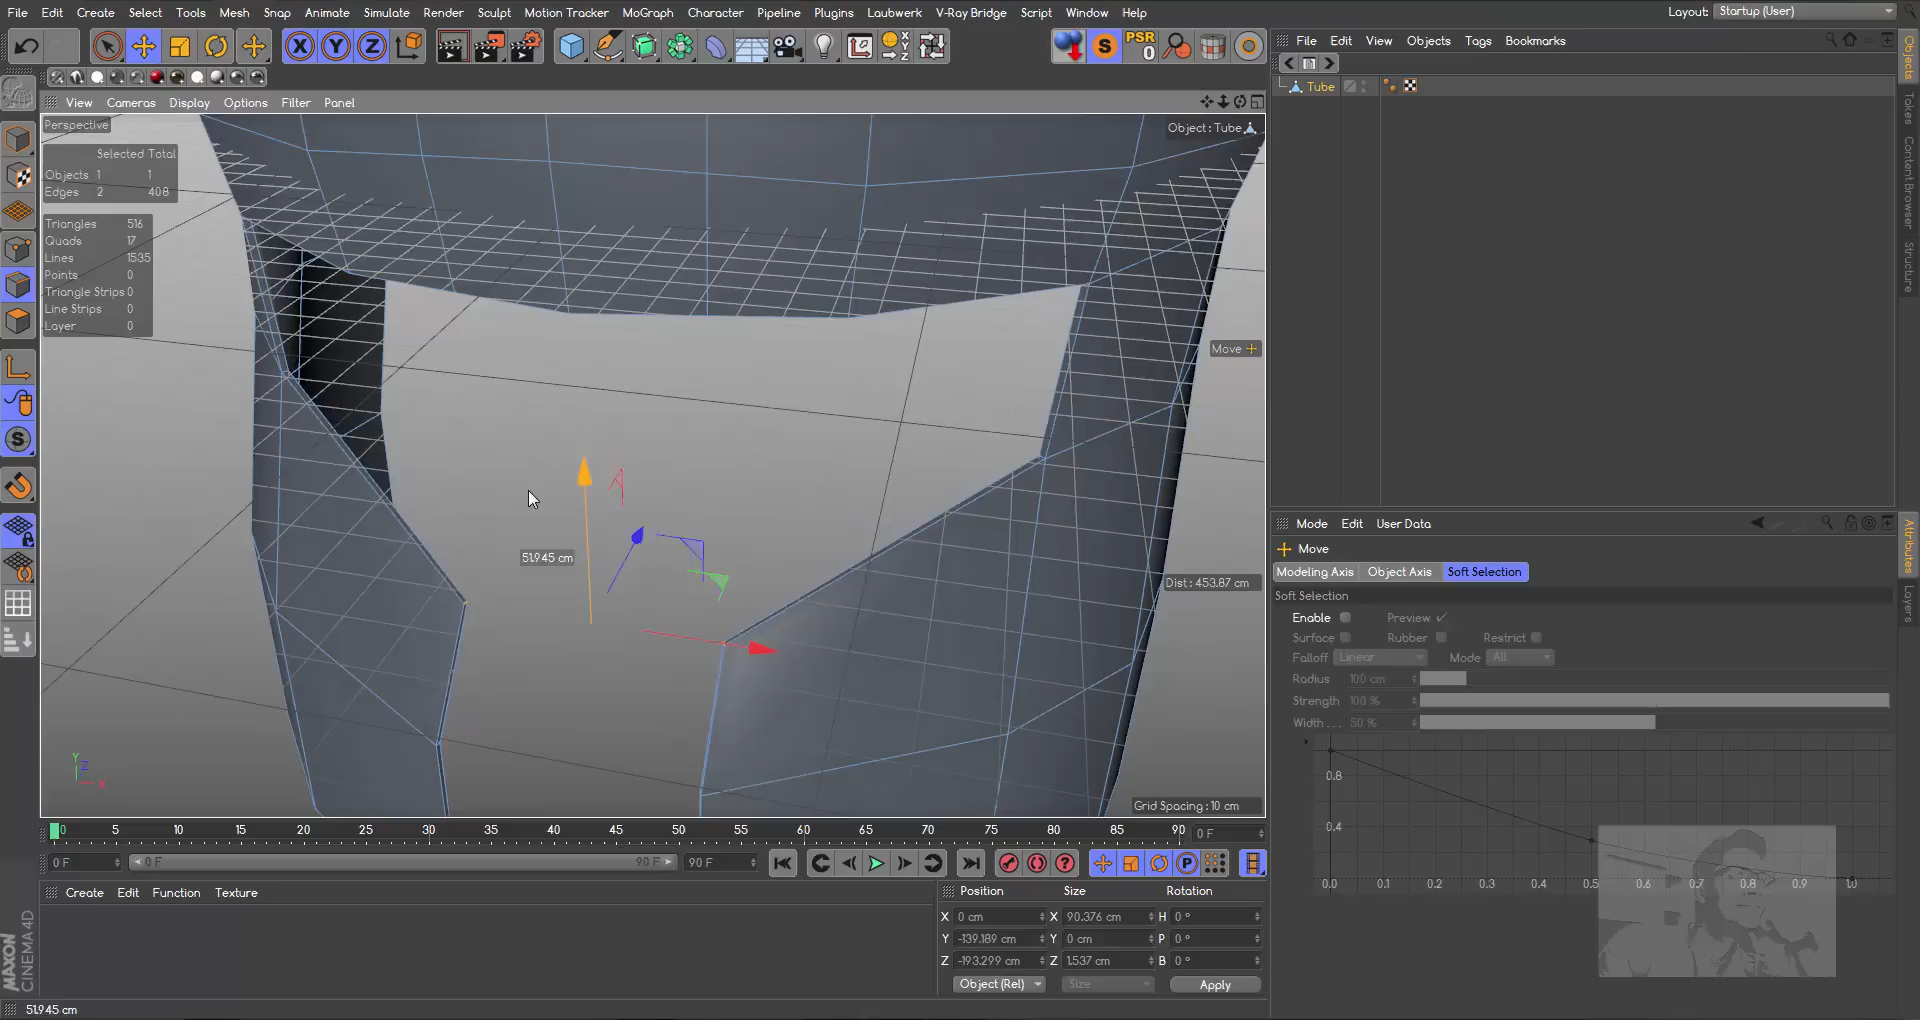 File Edit Create Select Tools Mesh Snap Animate Simulate Render Sculpt Motion Tracker MoGraph Character Pipeline Plugins Laubwerk V-Ray Bridge Script Window Help
Layout: Startup (User)
X Y Z
S PSR 0
File Edit View Objects Tags Bookmarks
Tube
View Cameras Display Options Filter Panel
Perspective
Object : Tube
Selected Total
Objects 1 1
Edges 2 408
Triangles 516
Quads 17
Lines 1535
Points 0
Triangle Strips 0
Line Strips 0
Layer 0
Move
51.945 cm
Dist : 453.87 cm
Y Z X
Grid Spacing : 10 cm
Objects
Takes
Content Browser
Structure
Mode Edit User Data
Move
Modeling Axis Object Axis Soft Selection
Soft Selection
Enable Preview
Surface Rubber Restrict
Falloff Linear Mode All
Radius 100 cm
Strength 100 %
Width . . . 50 %
0.8
0.4
0.0 0.1 0.2 0.3 0.4 0.5 0.6 0.7 0.8 0.9 1.0
Attributes
Layers
0 5 10 15 20 25 30 35 40 45 50 55 60 65 70 75 80 85 90 0 F
0 F 0 F 90 F 90 F
P
Create Edit Function Texture
Position Size Rotation
X 0 cm X 90.376 cm H 0 °
Y -139.189 cm Y 0 cm P 0 °
Z -193.299 cm Z 1.537 cm B 0 °
Object (Rel) Size Apply
MAXON
CINEMA4D
51.945 cm